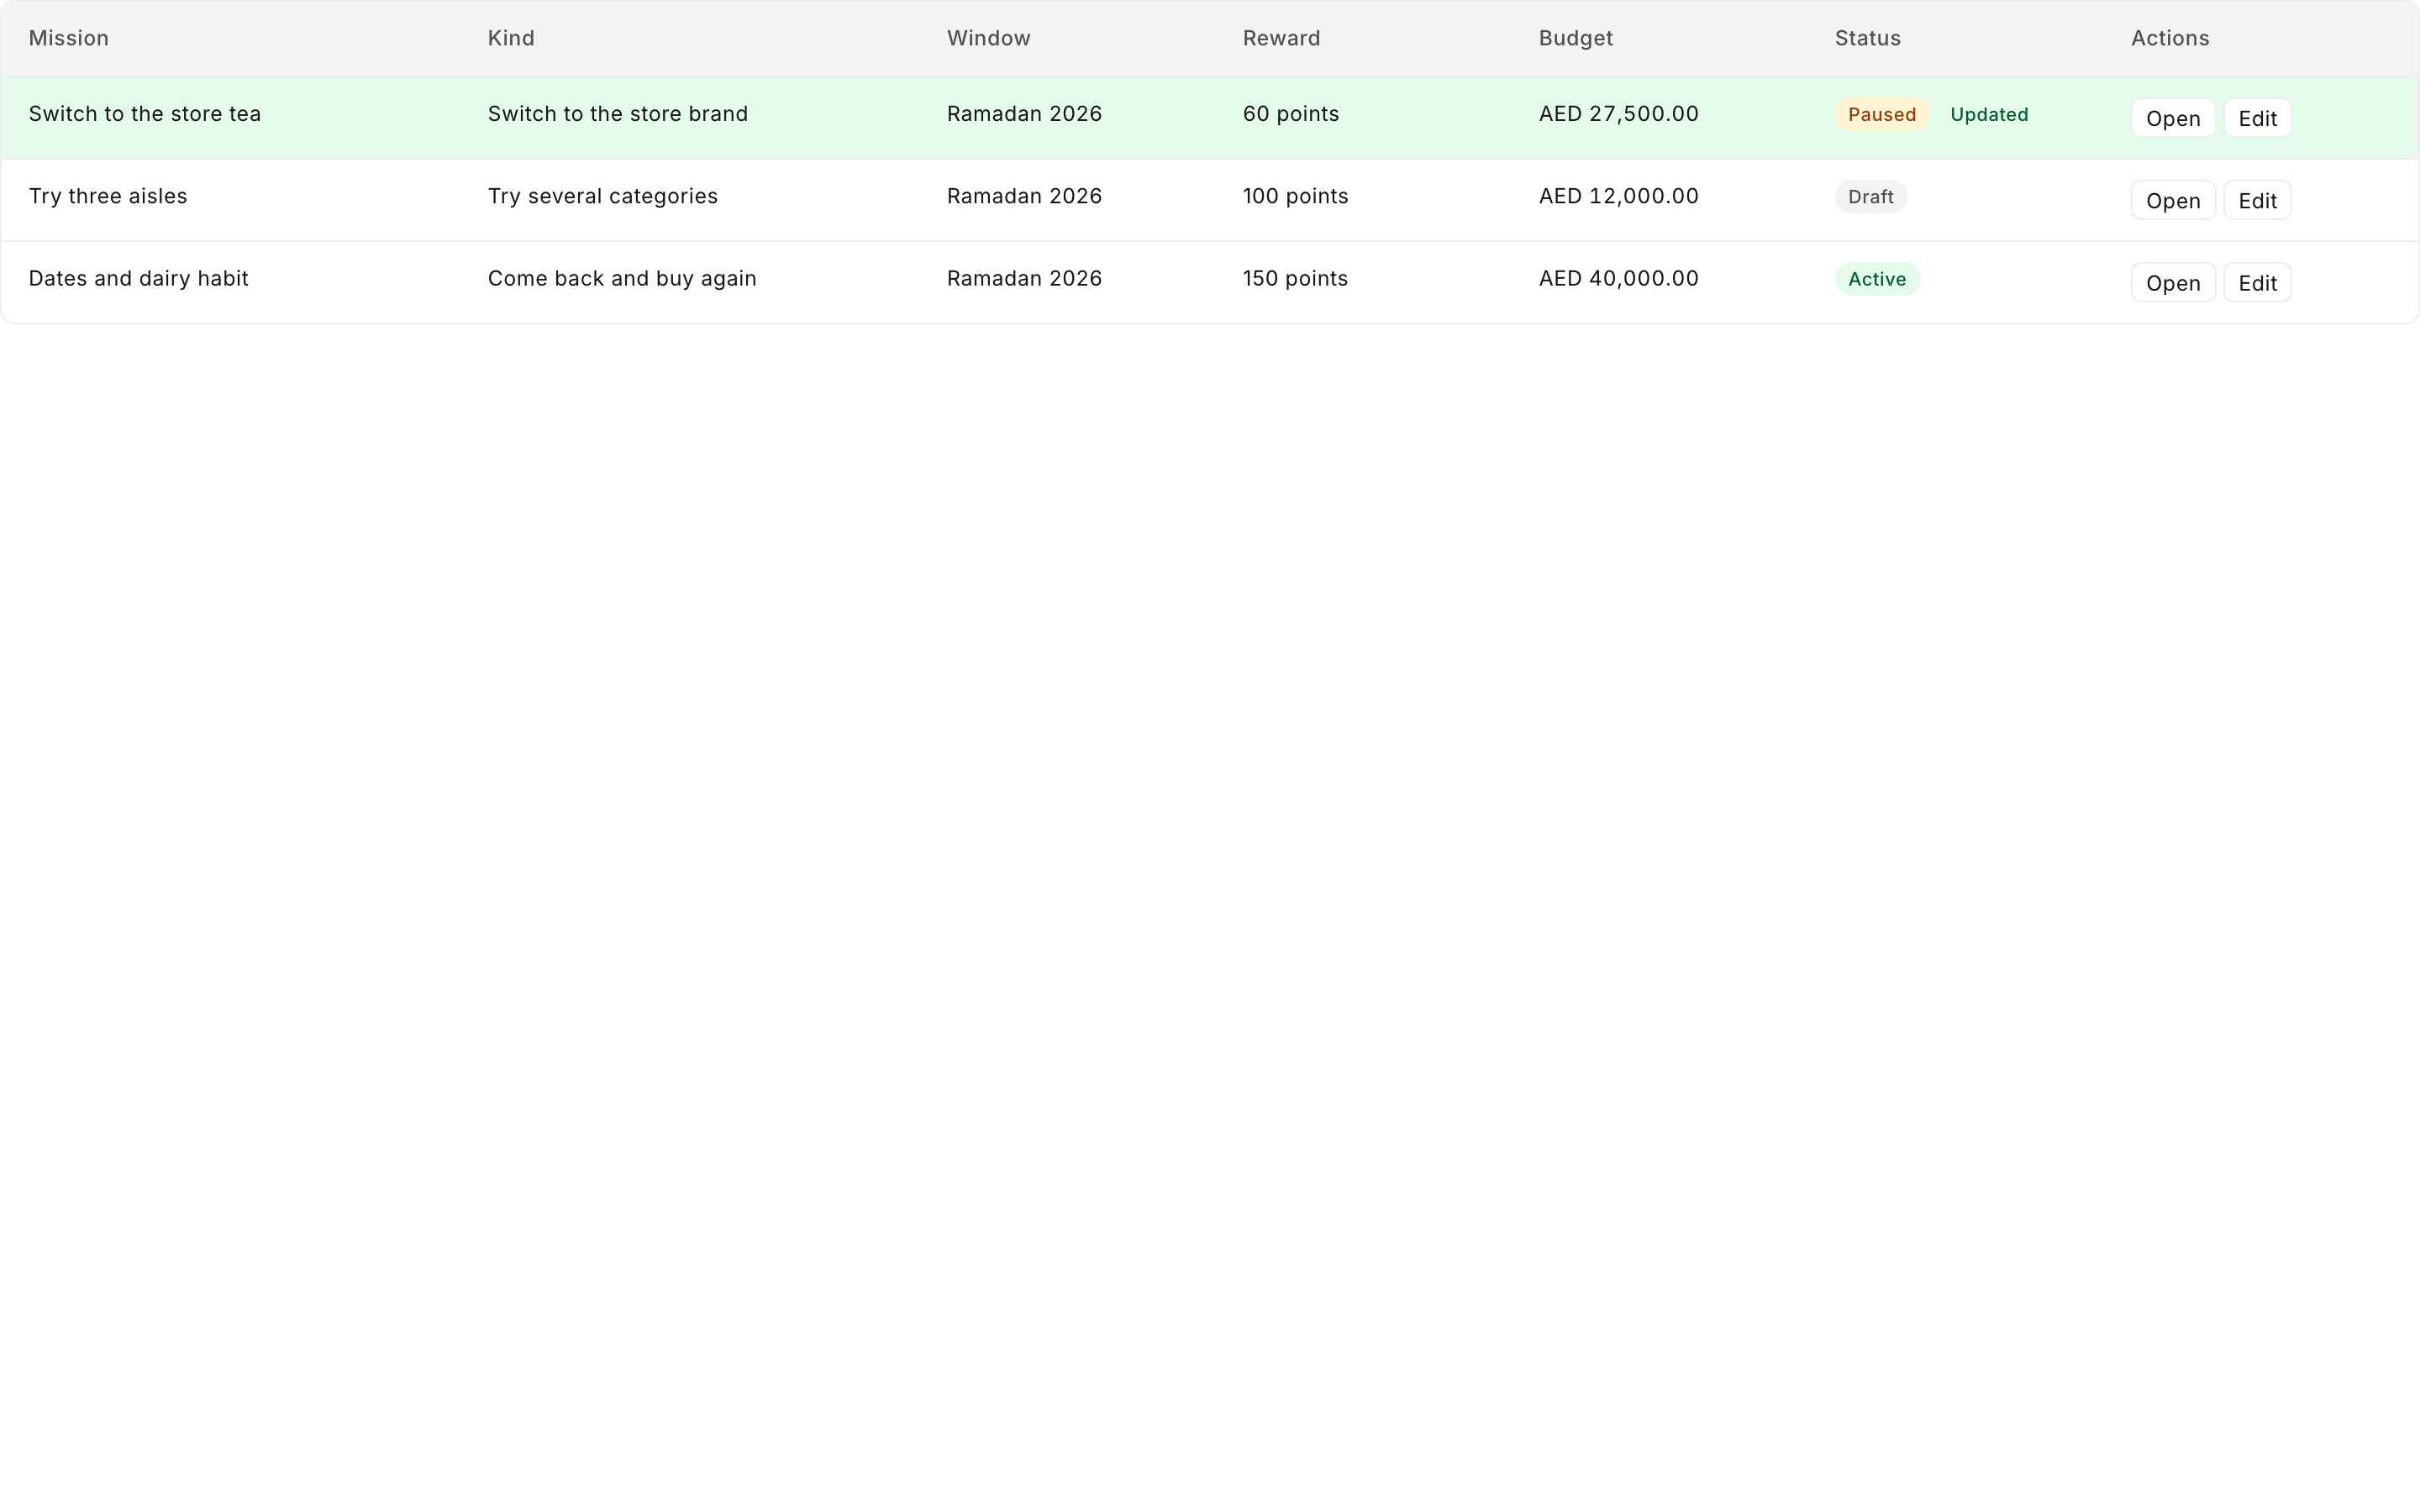 Mission Kind Window Reward Budget Status Actions
Switch to the store tea Switch to the store brand Ramadan 2026 60 points AED 27,500.00 Paused Updated Open Edit
Try three aisles Try several categories Ramadan 2026 100 points AED 12,000.00 Draft Open Edit
Dates and dairy habit Come back and buy again Ramadan 2026 150 points AED 40,000.00 Active Open Edit